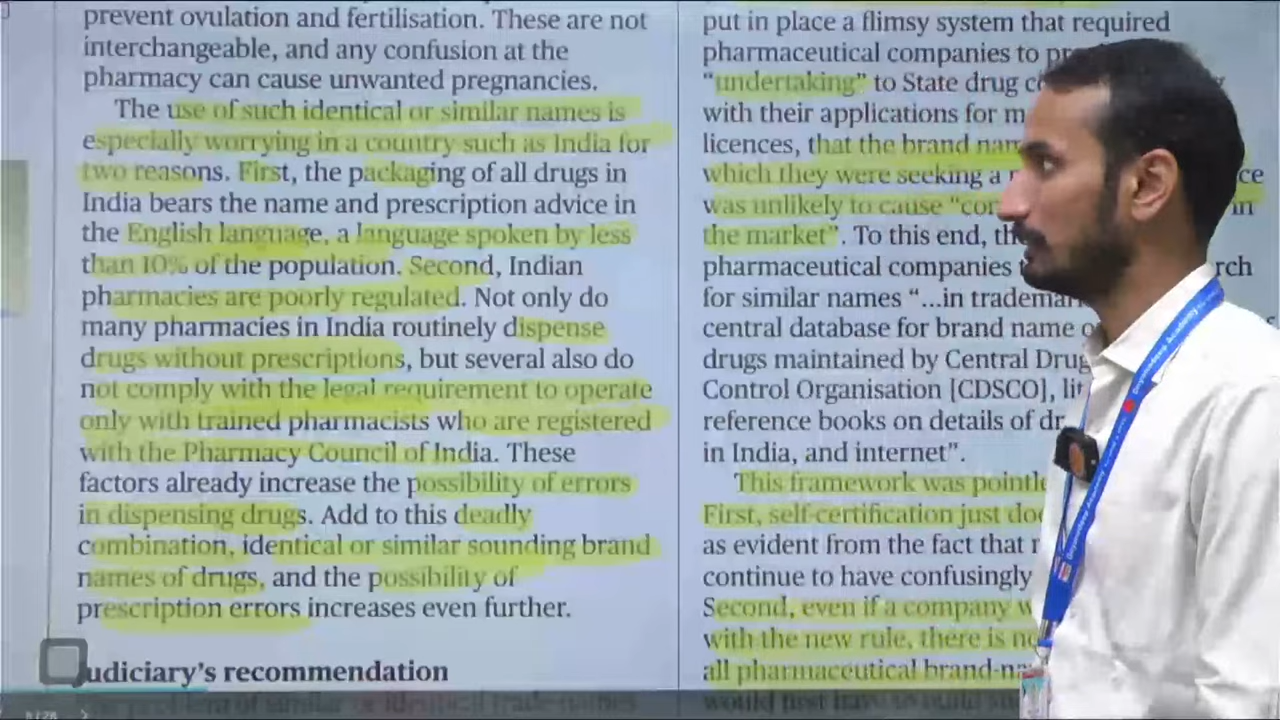 prevent ovulation and fertilisation. These are not
interchangeable, and any confusion at the
pharmacy can cause unwanted pregnancies.
The use of such identical or similar names is
especially worrying in a country such as India for
two reasons. First, the packaging of all drugs in
India bears the name and prescription advice in
the English language, a language spoken by less
than 10% of the population. Second, Indian
pharmacies are poorly regulated. Not only do
many pharmacies in India routinely dispense
drugs without prescriptions, but several also do
not comply with the legal requirement to operate
only with trained pharmacists who are registered
with the Pharmacy Council of India. These
factors already increase the possibility of errors
in dispensing drugs. Add to this deadly
combination, identical or similar sounding brand
names of drugs, and the possibility of
prescription errors increases even further.
Judiciary's recommendation
put in place a flimsy system that required
pharmaceutical companies to
"undertaking" to State drug
with their applications for
licences, that the brand
which they were seeking a
was unlikely to cause in
the market". To this end,
pharmaceutical companies
for similar names "...in
central database for brand name
drugs maintained by Central
Control Organisation [CDSCO],
reference books on details of
in India, and internet".
This framework was
First, self-certification just
as evident from the fact that
continue to have confusingly
Second, even if a company
with the new rule, there is
all pharmaceutical
would first have to